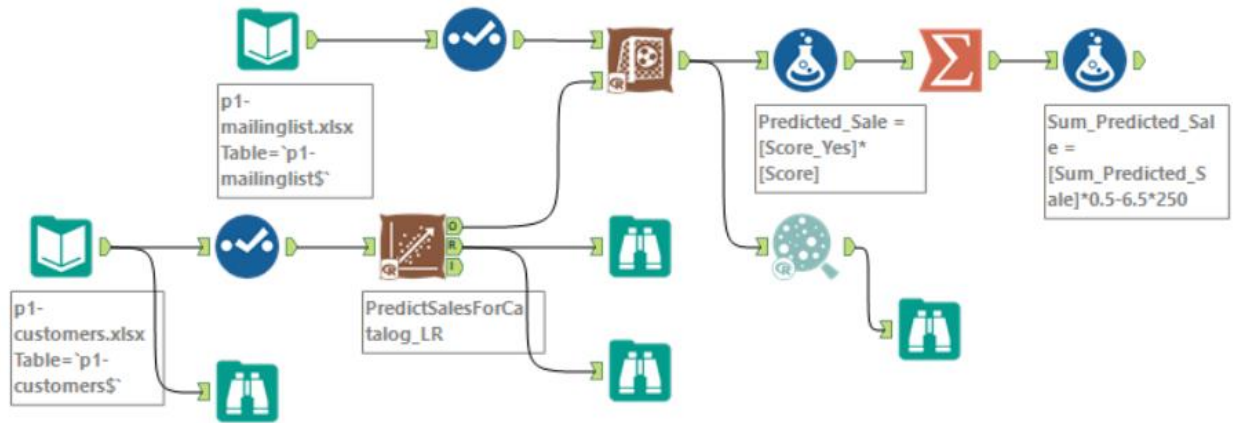 p1-
mailinglist.xlsx
Table=`p1-
mailinglist$`
Predicted_Sale =
[Score_Yes]*
[Score]
Sum_Predicted_Sal
e =
[Sum_Predicted_S
ale]*0.5-6.5*250
p1-
customers.xlsx
Table=`p1-
customers$`
O
R
I
R
R
R
PredictSalesForCa
talog_LR